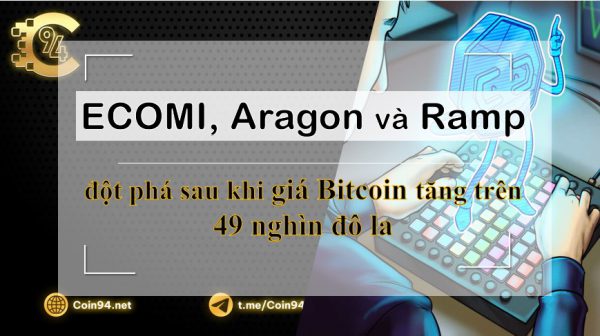 94
ECOMI, Aragon và Ramp
đột phá sau khi giá Bitcoin tăng trên
49 nghìn đô la
Coin94.net
t.me/Coin94